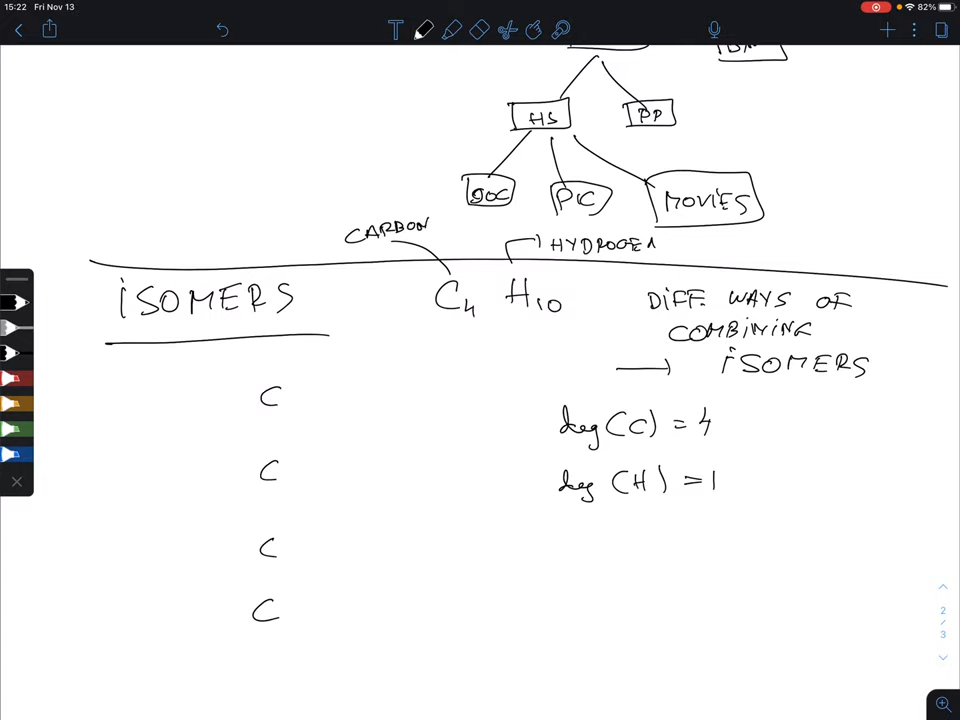 15:22 Fri Nov 13
82%
HS
PP
DOC
PIC
MOVIES
CARBON
HYDROGEN
ISOMERS
C4 H10
DIFF. WAYS OF
COMBINING
→ ISOMERS
C
deg(C) = 4
C
deg(H) = 1
C
C
2
/
3